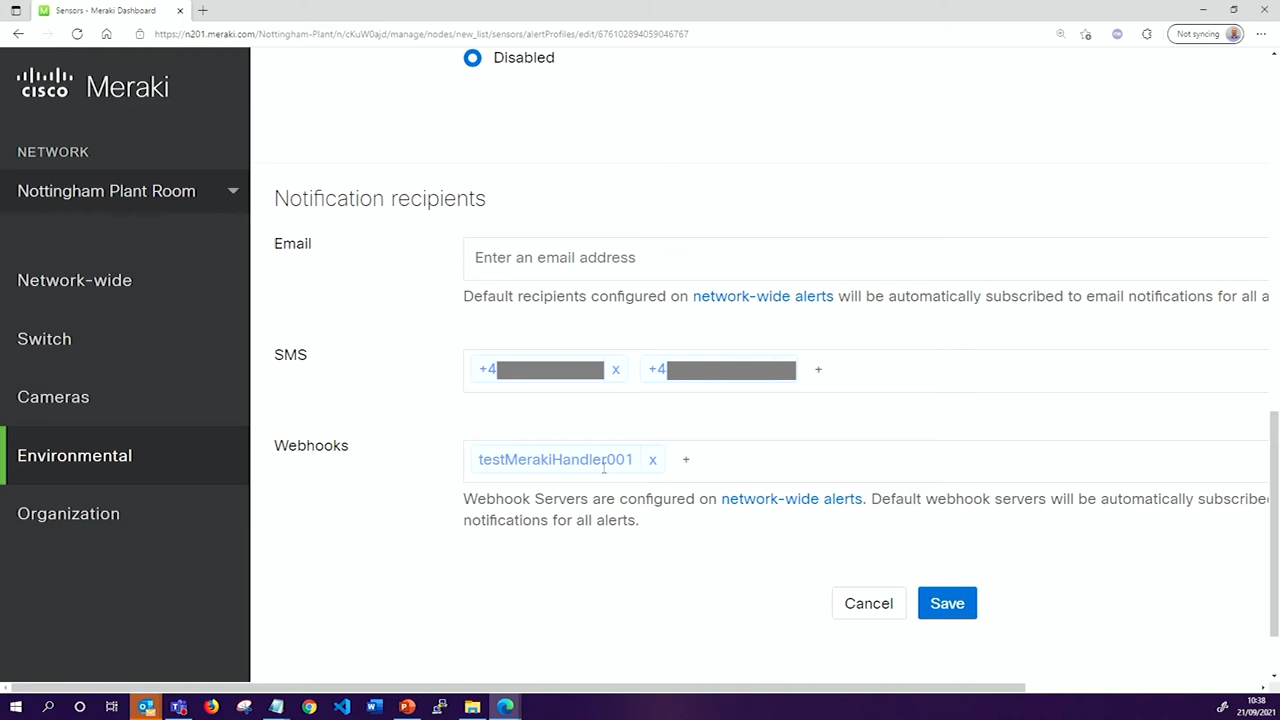 Sensors - Meraki Dashboard
https://n201.meraki.com/Nottingham-Plant/n/cKuW0ajd/manage/nodes/new_list/sensors/alertProfiles/edit/676102894059046767
Not syncing
CISCO Meraki
NETWORK
Nottingham Plant Room
Network-wide
Switch
Cameras
Environmental
Organization
Disabled
Notification recipients
Email
Enter an email address
Default recipients configured on network-wide alerts will be automatically subscribed to email notifications for all a
SMS
+4 x +4 +
Webhooks
testMerakiHandler001 x +
Webhook Servers are configured on network-wide alerts. Default webhook servers will be automatically subscribe
notifications for all alerts.
Cancel Save
10:38
21/09/2021